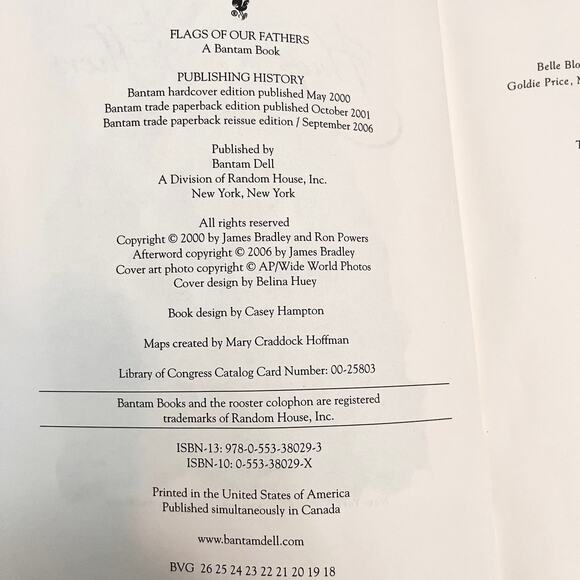 FLAGS OF OUR FATHERS
A Bantam Book
PUBLISHING HISTORY
Bantam hardcover edition published May 2000
Bantam trade paperback edition published October 2001
Bantam trade paperback reissue edition / September 2006
Published by
Bantam Dell
A Division of Random House, Inc.
New York, New York
All rights reserved
Copyright © 2000 by James Bradley and Ron Powers
Afterword copyright © 2006 by James Bradley
Cover art photo copyright © AP/Wide World Photos
Cover design by Belina Huey
Book design by Casey Hampton
Maps created by Mary Craddock Hoffman
Library of Congress Catalog Card Number: 00-25803
Bantam Books and the rooster colophon are registered
trademarks of Random House, Inc.
ISBN-13: 978-0-553-38029-3
ISBN-10: 0-553-38029-X
Printed in the United States of America
Published simultaneously in Canada
www.bantamdell.com
BVG 26 25 24 23 22 21 20 19 18
Belle Blo
Goldie Price,